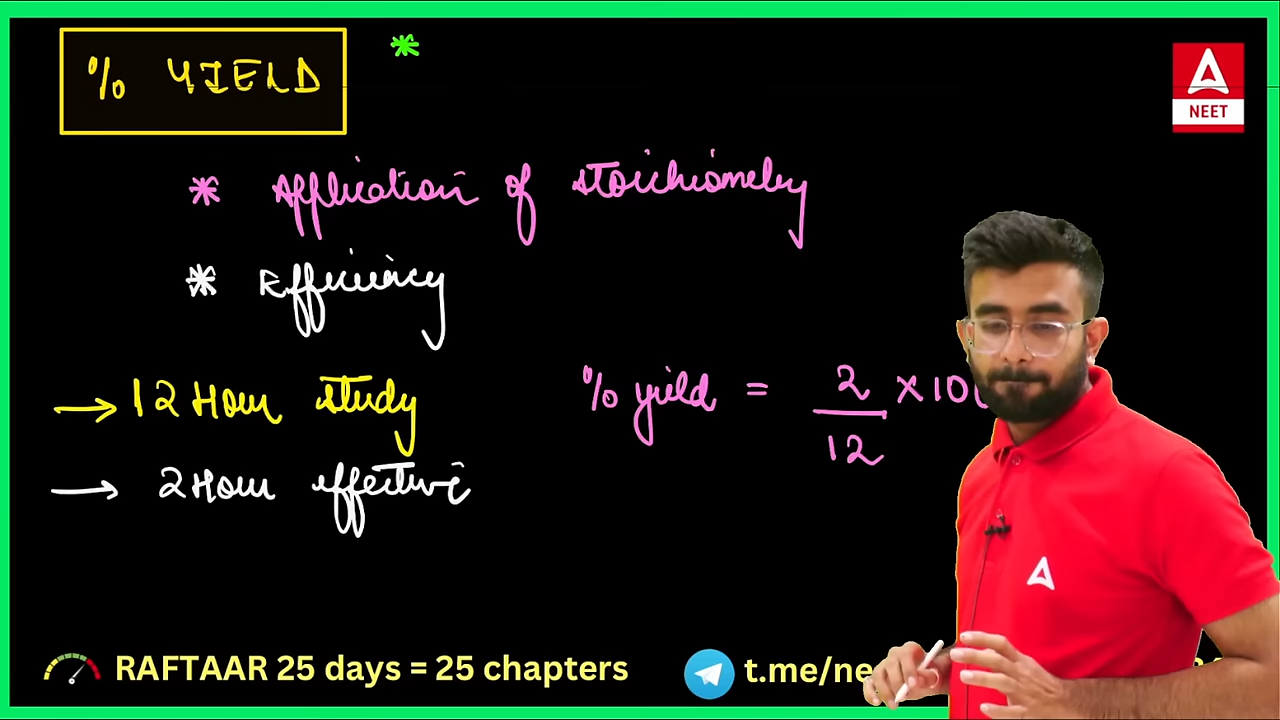 % YIELD *
NEET
* Application of stoichiometry
* Efficiency
→ 12 Hour study
% yield = 2/12 × 100
→ 2 Hour effective
RAFTAAR 25 days = 25 chapters
t.me/ne